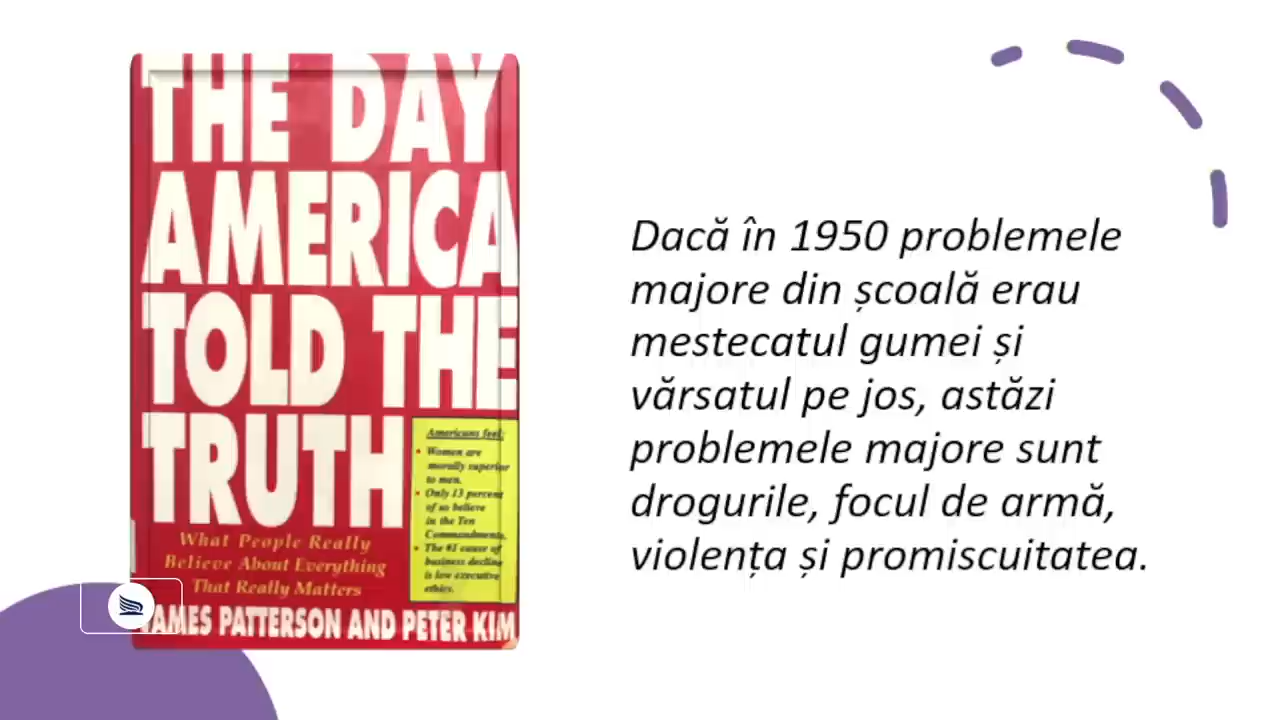 THE DAY
AMERICA
TOLD THE
TRUTH
Americans feel:
• Women are
morally superior
to men.
• Only 13 percent
of us believe
in the Ten
Commandments.
• The #1 cause of
business decline
is low executive
ethics.
What People Really
Believe About Everything
That Really Matters
JAMES PATTERSON AND PETER KIM
Dacă în 1950 problemele
majore din școală erau
mestecatul gumei și
vărsatul pe jos, astăzi
problemele majore sunt
drogurile, focul de armă,
violența și promiscuitatea.